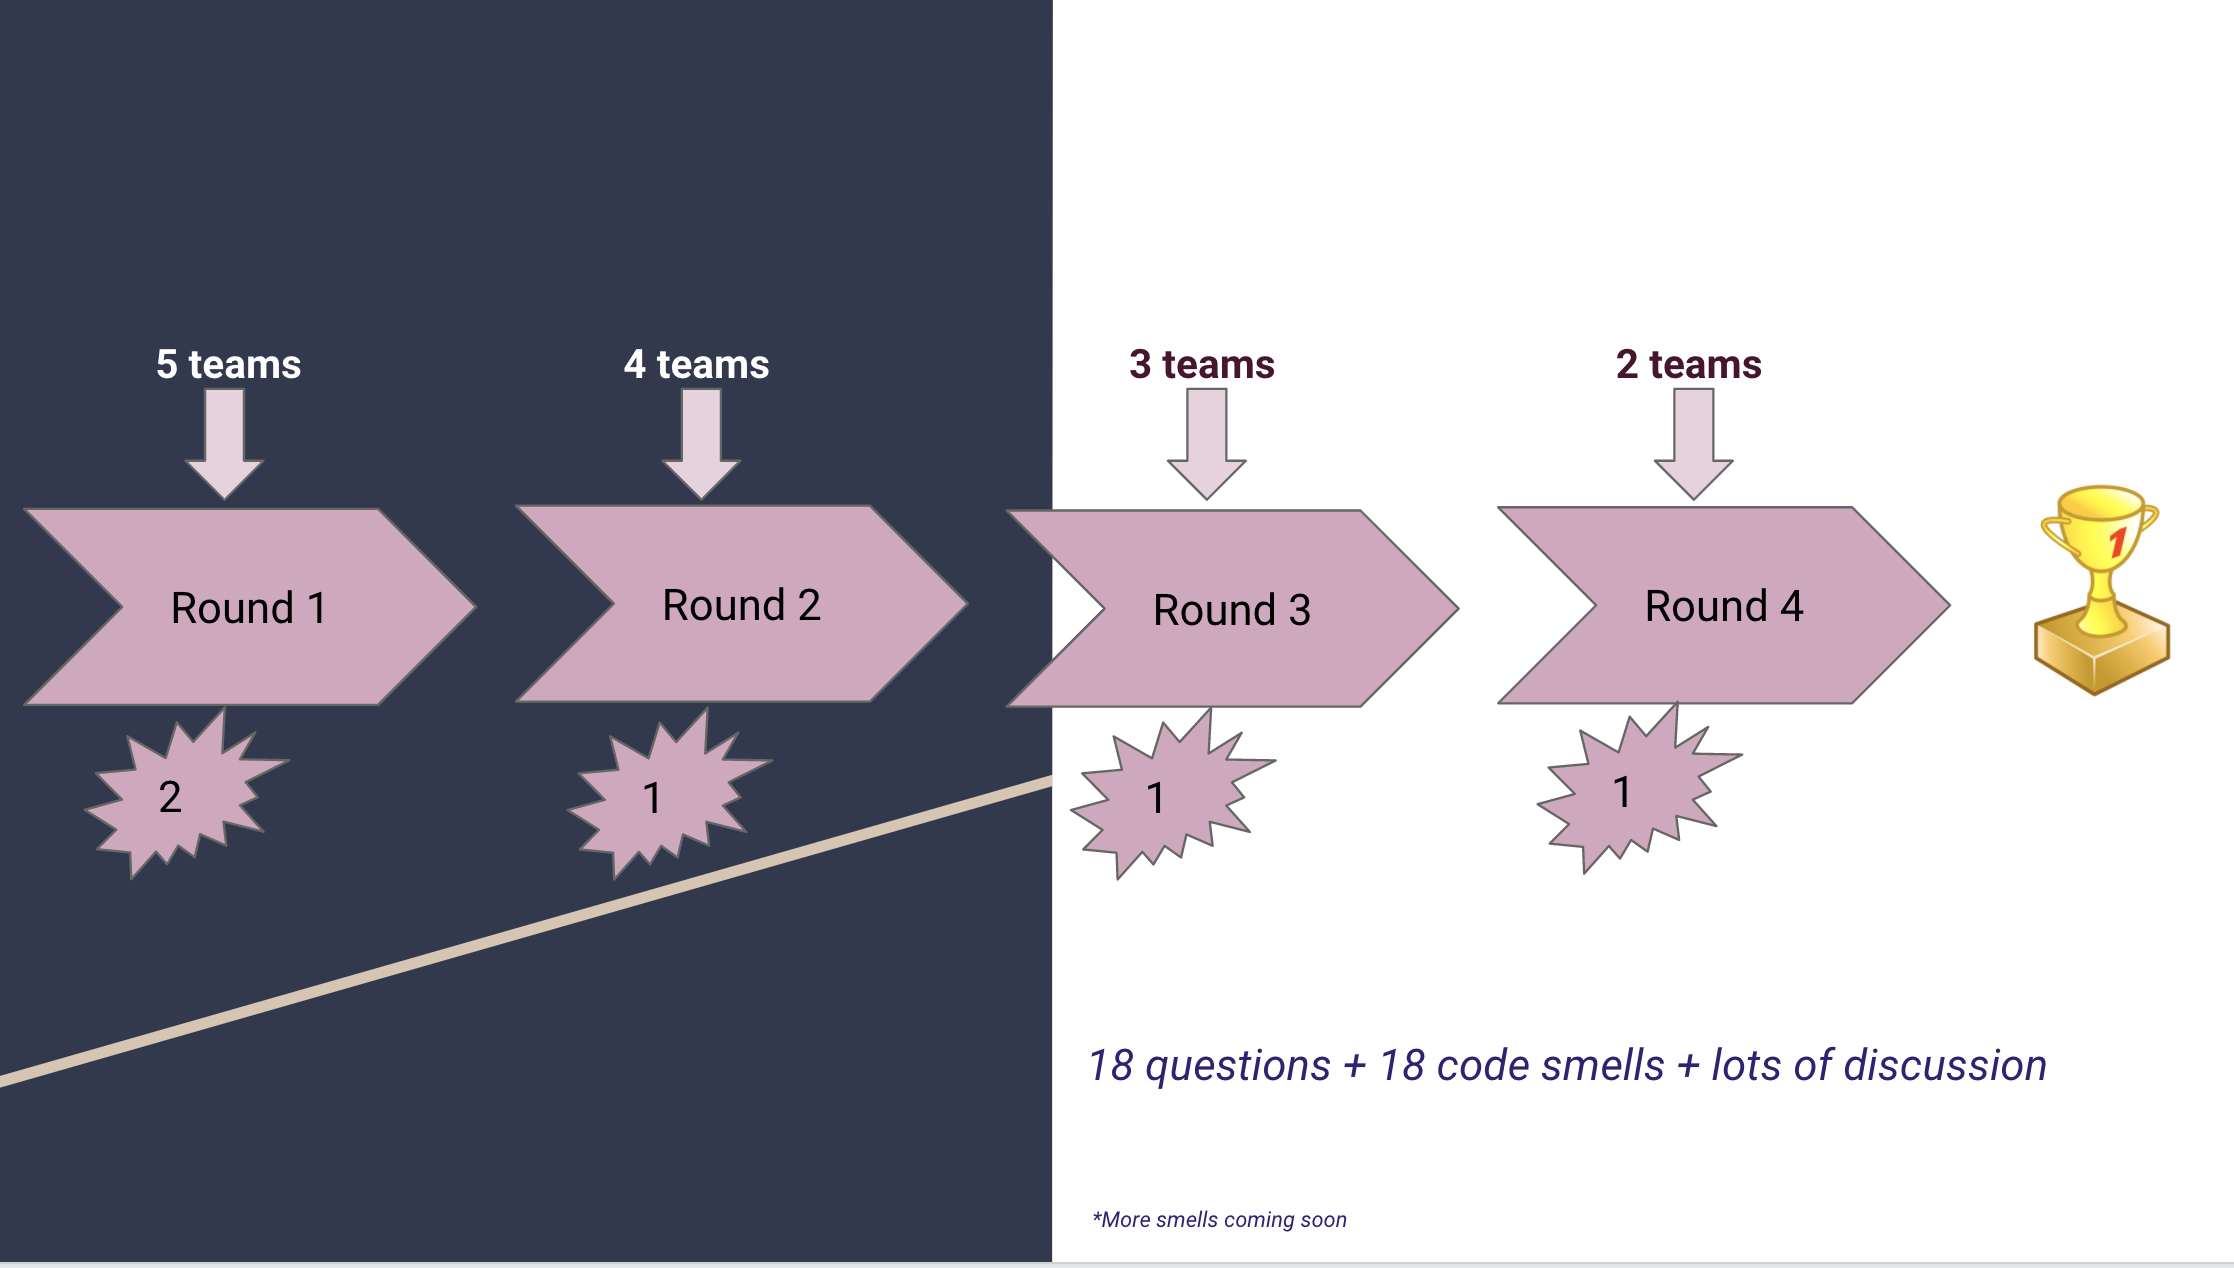 5 teams
4 teams
3 teams
2 teams
Round 1
Round 2
Round 3
Round 4
1
2
1
1
1
18 questions + 18 code smells + lots of discussion
*More smells coming soon